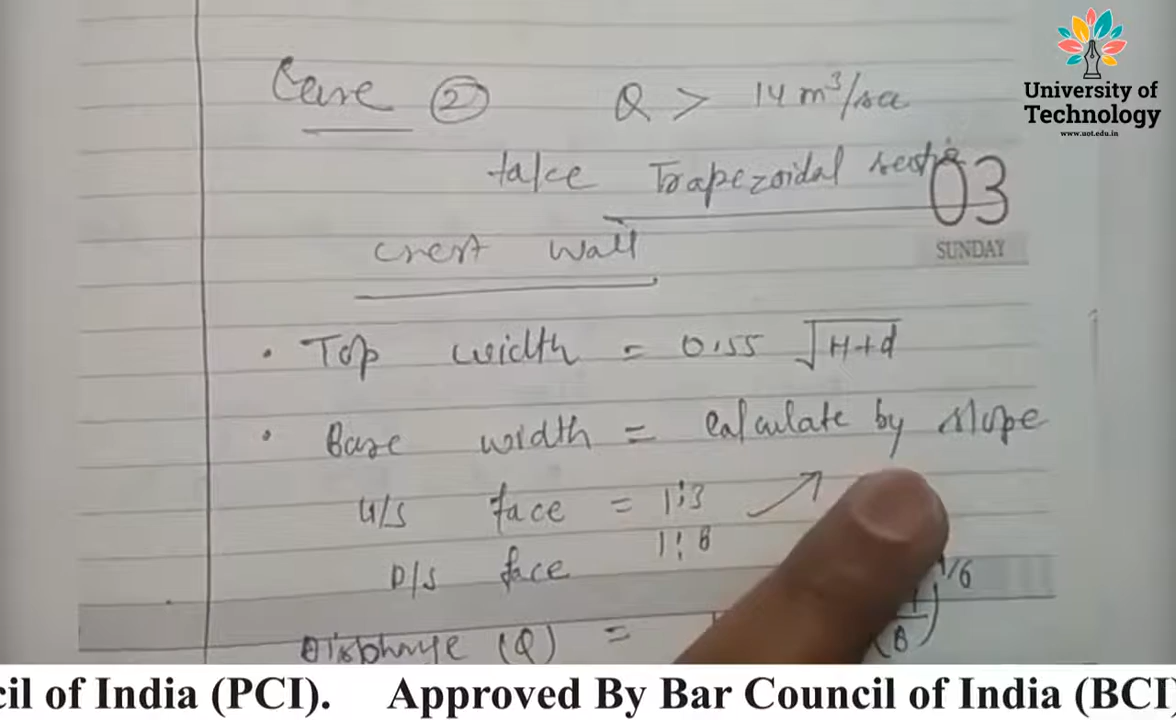 University of
Technology
www.uot.edu.in
Case ② Q > 14 m³/sec
take Trapezoidal section
03
SUNDAY
crest wall
• Top width = 0.55 √H+d
• Base width = calculate by slope
U/S face = 1:3
D/S face 1:8
Discharge (Q) =
1/6
cil of India (PCI). Approved By Bar Council of India (BCI)